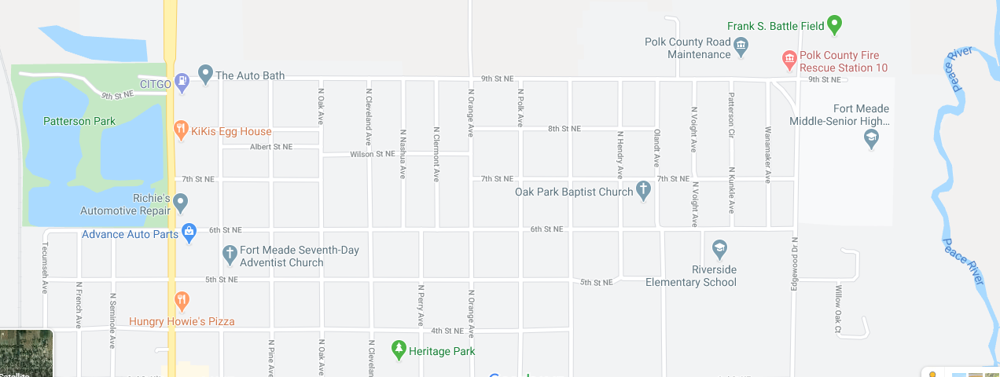 Frank S. Battle Field
Polk County Road
Maintenance
Polk County Fire
Rescue Station 10
Peace River
CITGO
The Auto Bath
9th St NE
9th St NE
9th St NE
Patterson Park
KiKis Egg House
N Oak Ave
N Cleveland Ave
N Nashua Ave
N Clermont Ave
N Orange Ave
N Polk Ave
8th St NE
N Hendry Ave
Olandt Ave
N Voight Ave
Patterson Cir
Wanamaker Ave
Fort Meade
Middle-Senior High...
Albert St NE
Wilson St NE
7th St NE
7th St NE
7th St NE
N Kunkle Ave
N Voight Ave
Oak Park Baptist Church
Richie's
Automotive Repair
Advance Auto Parts
6th St NE
6th St NE
Tecumseh Ave
Fort Meade Seventh-Day
Adventist Church
Riverside
Elementary School
N Edgewood Dr
Peace River
5th St NE
5th St NE
N French Ave
N Seminole Ave
Hungry Howie's Pizza
N Perry Ave
N Orange Ave
Willow Oak Ct
4th St NE
N Pine Ave
N Oak Ave
N Cleveland
Heritage Park